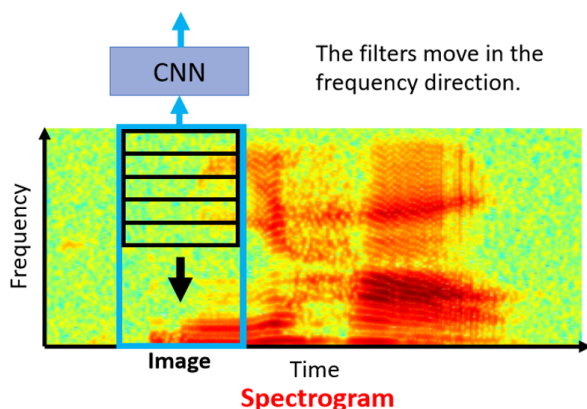 CNN
The filters move in the
frequency direction.
Frequency
Image
Time
Spectrogram